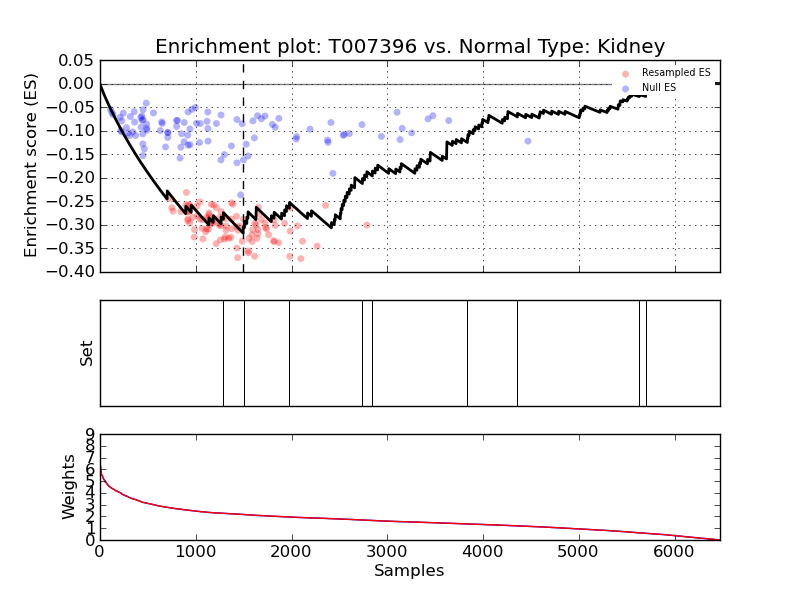 Enrichment plot: T007396 vs. Normal Type: Kidney
Enrichment score (ES)
0.05
0.00
−0.05
−0.10
−0.15
−0.20
−0.25
−0.30
−0.35
−0.40
Resampled ES
Null ES
Set
Weights
9
8
7
6
5
4
3
2
1
0
0 1000 2000 3000 4000 5000 6000
Samples